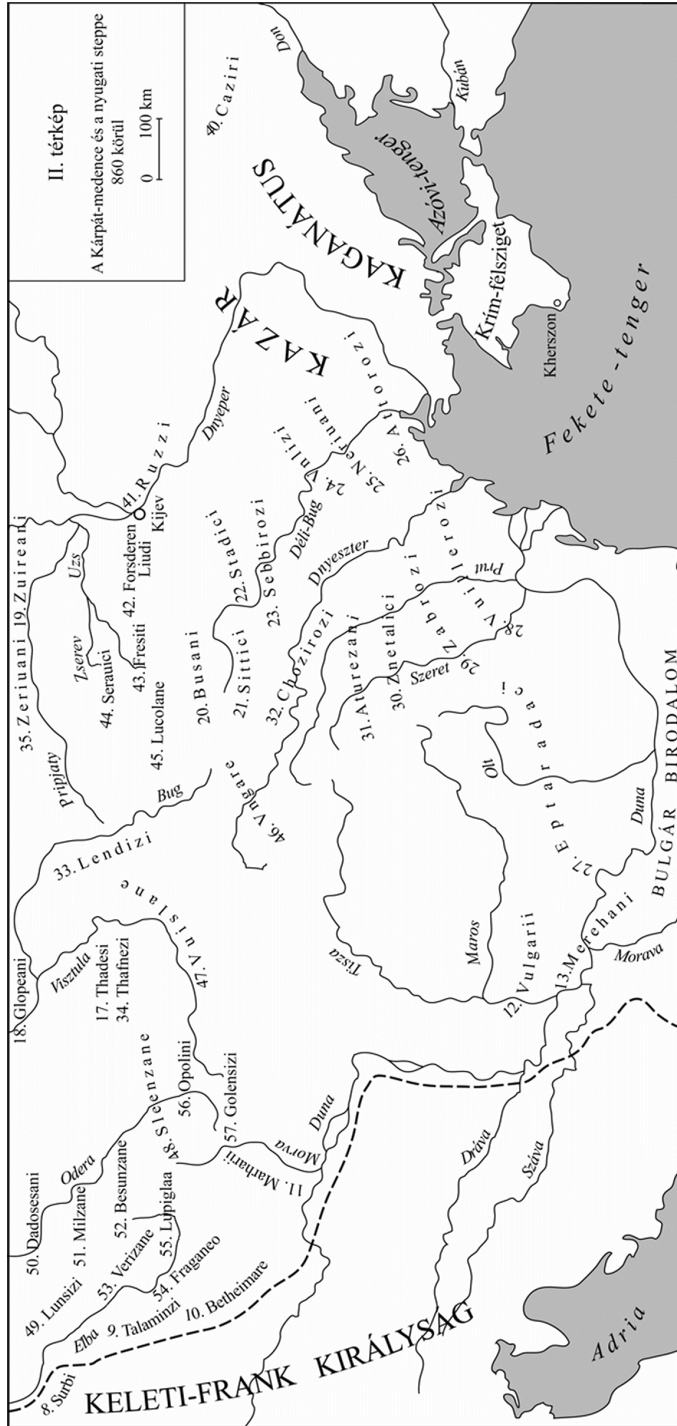 II. térkép
A Kárpát-medence és a nyugati steppe
860 körül
0 100 km
8. Surbi
49. Lunsizi
Elba
9. Talaminzi
10. Betheimare
50. Dadosesani
51. Milzane
52. Besunzane
53. Verizane
54. Fraganeo
55. Lupiglaa
Odera
48. Sleenzane
56. Opolini
57. Golensizi
11. Marharii
Morva
Duna
KELETI-FRANK KIRÁLYSAG
Adria
Dráva
Száva
18. Glopeani
Visztula
17. Thadesi
34. Thafnezi
47. Vuislane
33. Lendizi
Bug
46. Vngare
Tisza
Maros
12. Vulgarii
13. Merehani
Morava
27. Eptaradaci
Olt
Duna
BULGÁR BIRODALOM
35. Zeriuani
19. Zuireani
Pripjaty
Uzs
Zserev
44. Serauici
43. Fresiti
45. Lucolane
42. Forsderen
Liudi
Kijev
41. Ruzzi
20. Busani
21. Sittici
22. Stadici
23. Sebbirozi
24. Vnlizi
25. Neriuani
26. Attorozi
Déli-Bug
Dnyeszter
Dnyeper
32. Chozirozi
31. Aturezani
30. Znetalici
29. Zabrozi
28. Vuislerozi
Szeret
Prut
KAZÁR KAGANÁTUS
40. Caziri
Don
Kubán
Azóvi-tenger
Krím-félsziget
Kherszon
Fekete-tenger